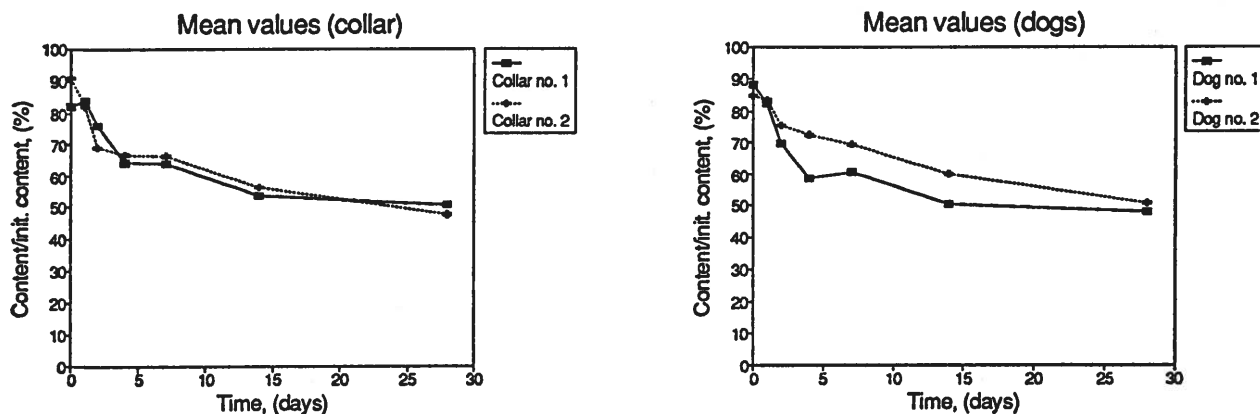 Mean values (collar)
Content/init. content, (%)
100
90
80
70
60
50
40
30
20
10
0
0 5 10 15 20 25 30
Time, (days)
Collar no. 1
Collar no. 2
Mean values (dogs)
Content/init. content, (%)
100
90
80
70
60
50
40
30
20
10
0
0 5 10 15 20 25 30
Time, (days)
Dog no. 1
Dog no. 2